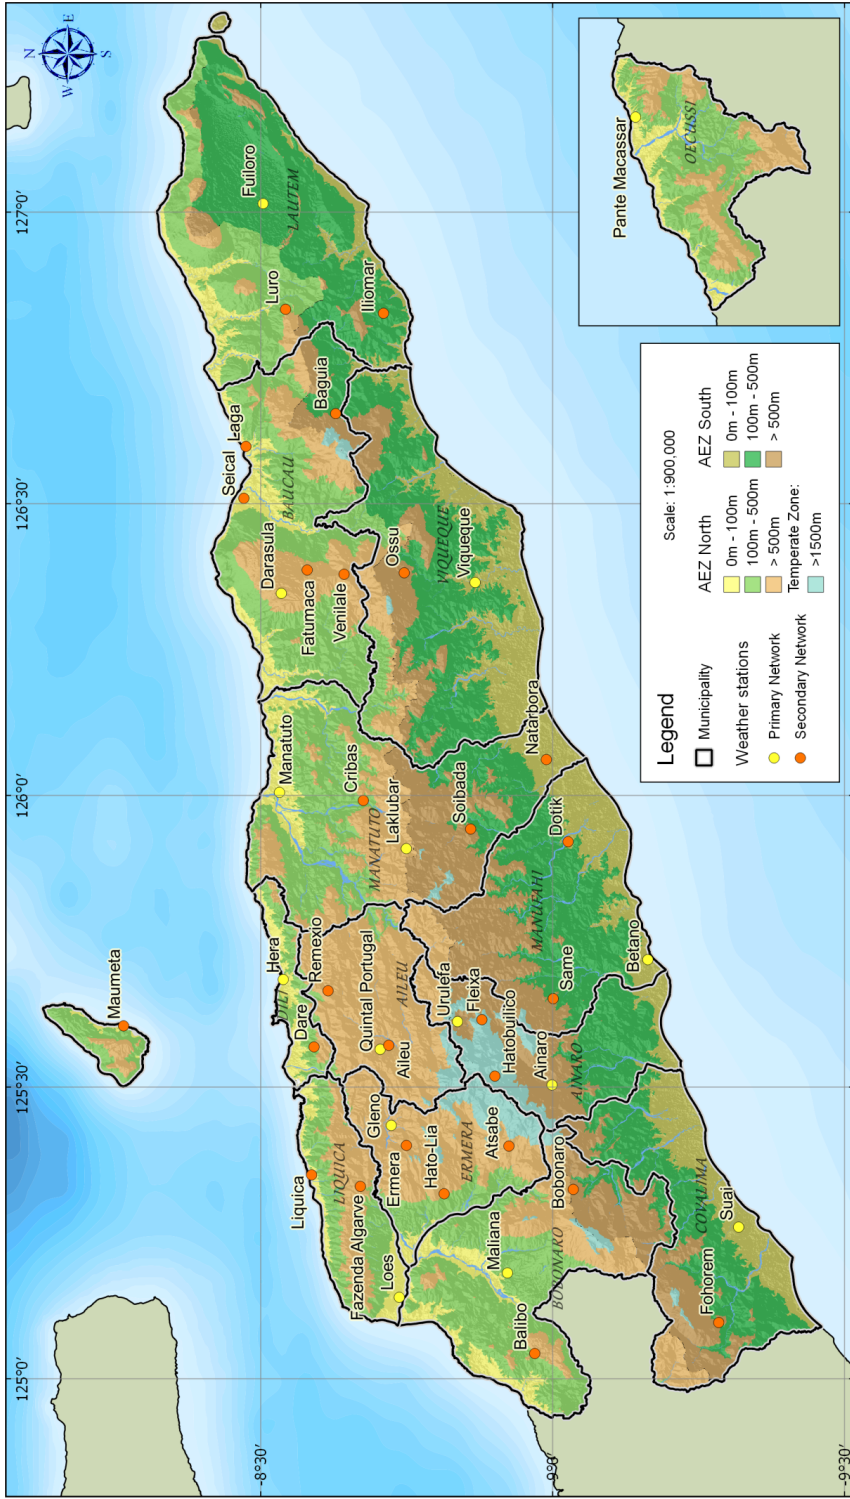 125°0'
125°30'
126°0'
126°30'
127°0'
-8°30'
-9°0'
-9°30'
N
E
S
W
Maumeta
Liquica
LIQUICA
Fazenda Algarve
Loes
Gleno
Ermera
Hato-Lia
ERMERA
Atsabe
Maliana
Balibo
Bobonaro
BOBONARO
Fohorem
COVALIMA
Suai
Dare
DILI
Hera
Remexio
Quintal Portugal
Aileu
AILEU
Urulefa
Fleixa
Hatobuilico
Ainaro
AINARO
Same
MANUFAHI
Betano
Dotik
Manatuto
Cribas
MANATUTO
Laklubar
Soibada
Natarbora
Darasula
Fatumaca
Venilale
Seical
Laga
BAUCAU
Baguia
Ossu
VIQUEQUE
Viqueque
Luro
Iliomar
Fuiloro
LAUTEM
Pante Macassar
OECUSSI
Legend
Scale: 1:900,000
Municipality
Weather stations
Primary Network
Secondary Network
AEZ North
0m - 100m
100m - 500m
> 500m
Temperate Zone:
>1500m
AEZ South
0m - 100m
100m - 500m
> 500m